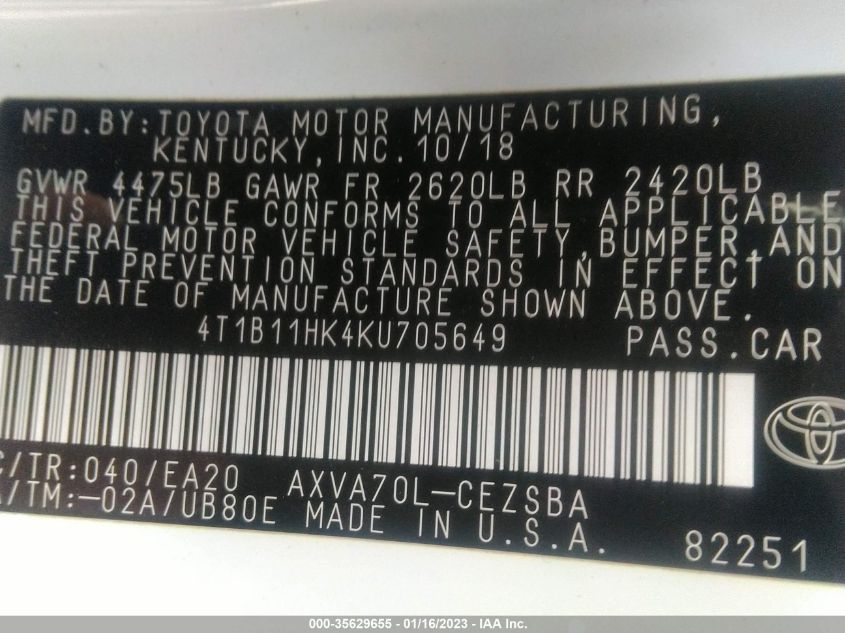 MFD.BY:TOYOTA MOTOR MANUFACTURING,
KENTUCKY,INC.10/18
GVWR 4475LB GAWR FR 2620LB RR 2420LB
THIS VEHICLE CONFORMS TO ALL APPLICABLE
FEDERAL MOTOR VEHICLE SAFETY,BUMPER,AND
THEFT PREVENTION STANDARDS IN EFFECT ON
THE DATE OF MANUFACTURE SHOWN ABOVE.
4T1B11HK4KU705649 PASS.CAR
C/TR:040/EA20 AXVA70L-CEZSBA
A/TM:-02A/UB80E MADE IN U.S.A. 82251
000-35629655 - 01/16/2023 - IAA Inc.